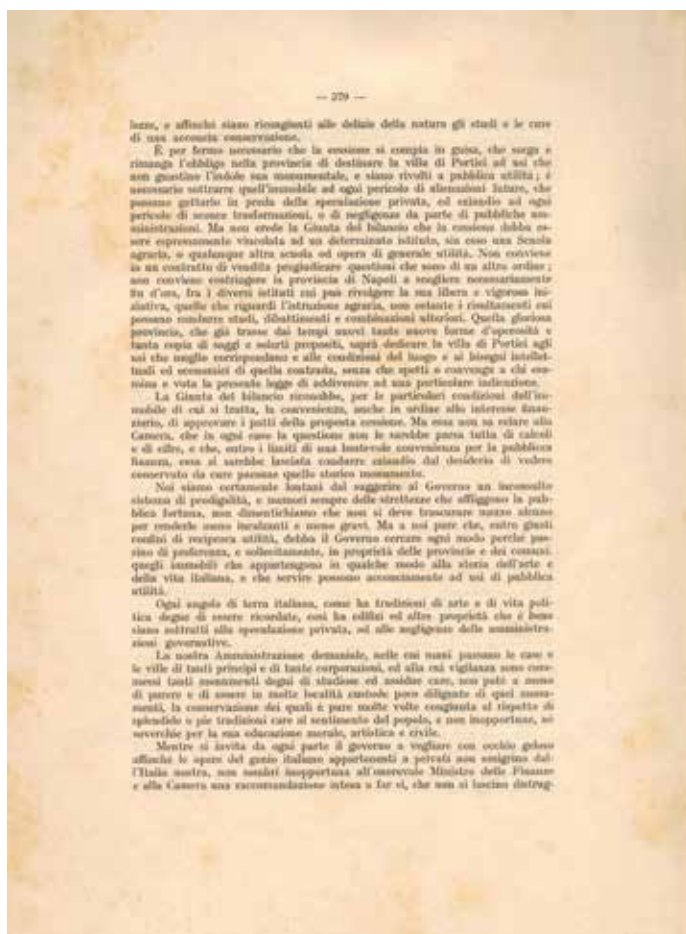 — 379 —
lezze, e affinché siano ricongiunti alle delizie della natura gli studi e le cure
di una acconcia conservazione.
È per fermo necessario che la cessione si compia in guisa, che sorga e
rimanga l'obbligo nella provincia di destinare la villa di Portici ad usi che
non guastino l'indole sua monumentale, e siano rivolti a pubblica utilità; è
necessario sottrarre quell'immobile ad ogni pericolo di alienazioni future, che
possano gettarlo in preda della speculazione privata, ed eziandio ad ogni
pericolo di sconce trasformazioni, o di negligenza da parte di pubbliche am-
ministrazioni. Ma non crede la Giunta del bilancio che la cessione debba es-
sere espressamente vincolata ad un determinato istituto, sia esso una Scuola
agraria, o qualunque altra scuola od opera di generale utilità. Non conviene
in un contratto di vendita pregiudicare questioni che sono di un altro ordine;
non conviene costringere la provincia di Napoli a scegliere necessariamente
fin d'ora, fra i diversi istituti cui può rivolgere la sua libera e vigorosa ini-
ziativa, quello che riguardi l'istruzione agraria, non ostante i risultamenti cui
possano condurre studi, dibattimenti e combinazioni ulteriori. Quella gloriosa
provincia, che già trasse dai tempi nuovi tante nuove forme d'operosità e
tanta copia di saggi e solerti propositi, saprà dedicare la villa di Portici agli
usi che meglio corrispondano e alle condizioni del luogo e ai bisogni intellet-
tuali ed economici di quella contrada, senza che spetti o convenga a chi esa-
mina e vota la presente legge di addivenire ad una particolare indicazione.
La Giunta del bilancio riconobbe, per le particolari condizioni dell'im-
mobile di cui si tratta, la convenienza, anche in ordine allo interesse finan-
ziario, di approvare i patti della proposta cessione. Ma essa non sa celare alla
Camera, che in ogni caso la questione non le sarebbe parsa tutta di calcoli
e di cifre, e che, entro i limiti di una bastevole convenienza per la pubblica
finanza, essa si sarebbe lasciata condurre eziandio dal desiderio di vedere
conservato da cure paesane quello storico monumento.
Noi siamo certamente lontani dal suggerire al Governo un inconsulto
sistema di prodigalità, e memori sempre delle strettezze che affliggono la pub-
blica fortuna, non dimentichiamo che non si deve trascurare mezzo alcuno
per renderle meno incalzanti e meno gravi. Ma a noi pare che, entro giusti
confini di reciproca utilità, debba il Governo cercare ogni modo perché pas-
sino di preferenza, e sollecitamente, in proprietà delle provincie e dei comuni,
quegli immobili che appartengono in qualche modo alla storia dell'arte e
della vita italiana, e che servire possono acconciamente ad usi di pubblica
utilità.
Ogni angolo di terra italiana, come ha tradizioni di arte e di vita poli-
tica degne di essere ricordate, così ha edifizi ed altre proprietà che è bene
siano sottratti alla speculazione privata, ed alle negligenze delle amministra-
zioni governative.
La nostra Amministrazione demaniale, nelle cui mani passano le case e
le ville di tanti principi e di tante corporazioni, ed alla cui vigilanza sono com-
messi tanti monumenti degni di studiose ed assidue cure, non può a meno
di parere e di essere in molte località custode poco diligente di quei monu-
menti, la conservazione dei quali è pure molte volte congiunta al rispetto di
splendide o pie tradizioni care al sentimento del popolo, e non inopportune, né
soverchie per la sua educazione morale, artistica e civile.
Mentre si invita da ogni parte il governo a vegliare con occhio geloso
affinché le opere del genio italiano appartenenti a privati non emigrino dal-
l'Italia nostra, non sembri inopportuna all'onorevole Ministro delle Finanze
e alla Camera una raccomandazione intesa a far sì, che non si lascino distrug-